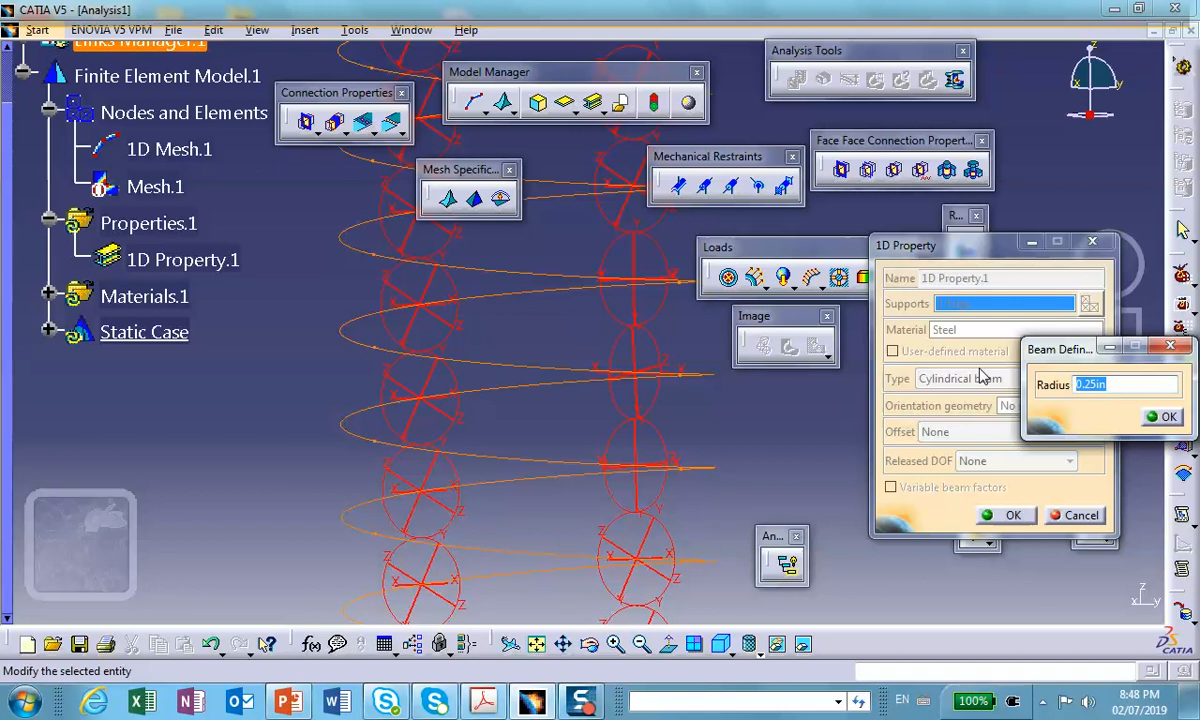 CATIA V5 - [Analysis1]
Start ENOVIA V5 VPM File Edit View Insert Tools Window Help
Links Manager.1
Finite Element Model.1
Nodes and Elements
1D Mesh.1
Mesh.1
Properties.1
1D Property.1
Materials.1
Static Case
Connection Properties
Model Manager
Analysis Tools
Mesh Specific...
Mechanical Restraints
Face Face Connection Propert...
Loads
R...
Image
An...
1D Property
Name 1D Property.1
Supports
Material Steel
User-defined material
Type Cylindrical beam
Orientation geometry No
Offset None
Released DOF None
Variable beam factors
OK Cancel
Beam Defin...
Radius 0.25in
OK
Modify the selected entity
EN 100% 8:48 PM
02/07/2019